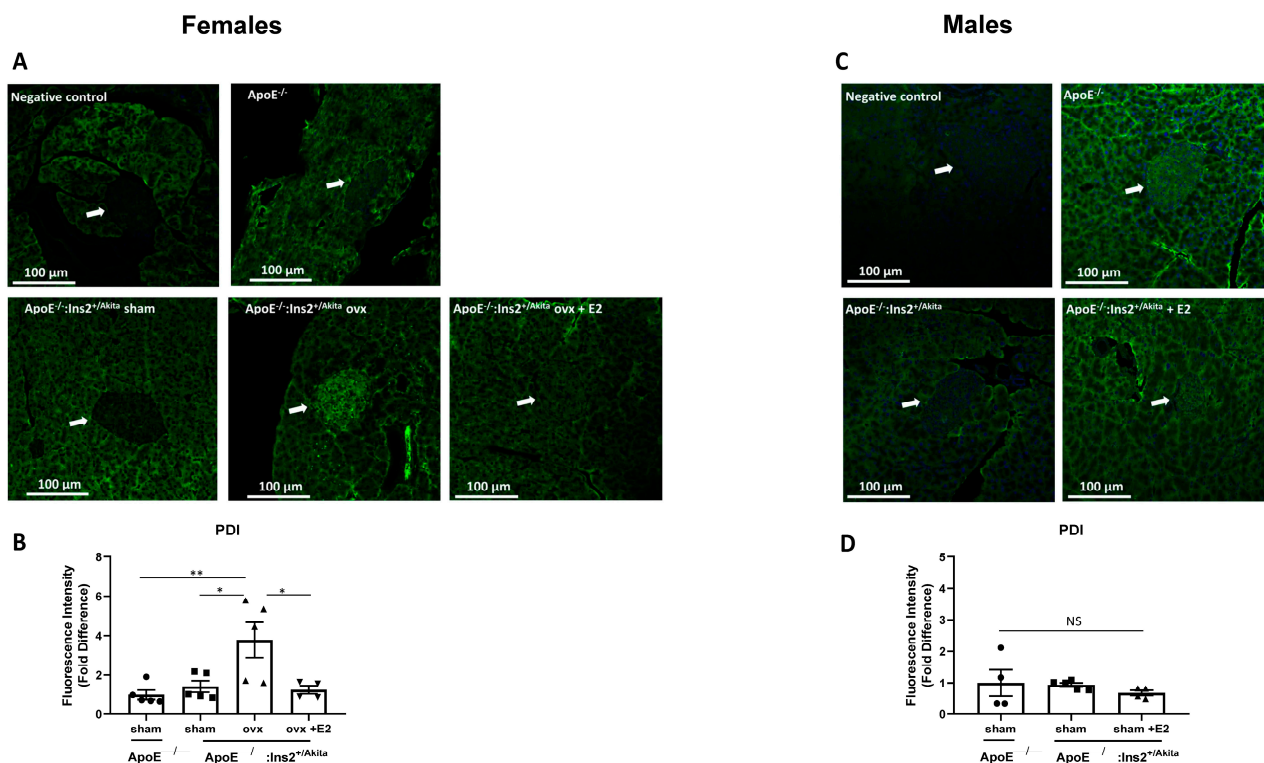 Females
Males
A
Negative control
100 µm
ApoE-/-
100 µm
ApoE-/-:Ins2+/Akita sham
100 µm
ApoE-/-:Ins2+/Akita ovx
100 µm
ApoE-/-:Ins2+/Akita ovx + E2
100 µm
C
Negative control
100 µm
ApoE-/-
100 µm
ApoE-/-:Ins2+/Akita
100 µm
ApoE-/-:Ins2+/Akita + E2
100 µm
B
PDI
Fluorescence Intensity
(Fold Difference)
8
6
4
2
0
**
*
*
sham
sham
ovx
ovx +E2
ApoE -/-
ApoE -/- :Ins2+/Akita
D
PDI
Fluorescence Intensity
(Fold Difference)
5
4
3
2
1
0
NS
sham
sham
sham +E2
ApoE -/-
ApoE -/- :Ins2+/Akita